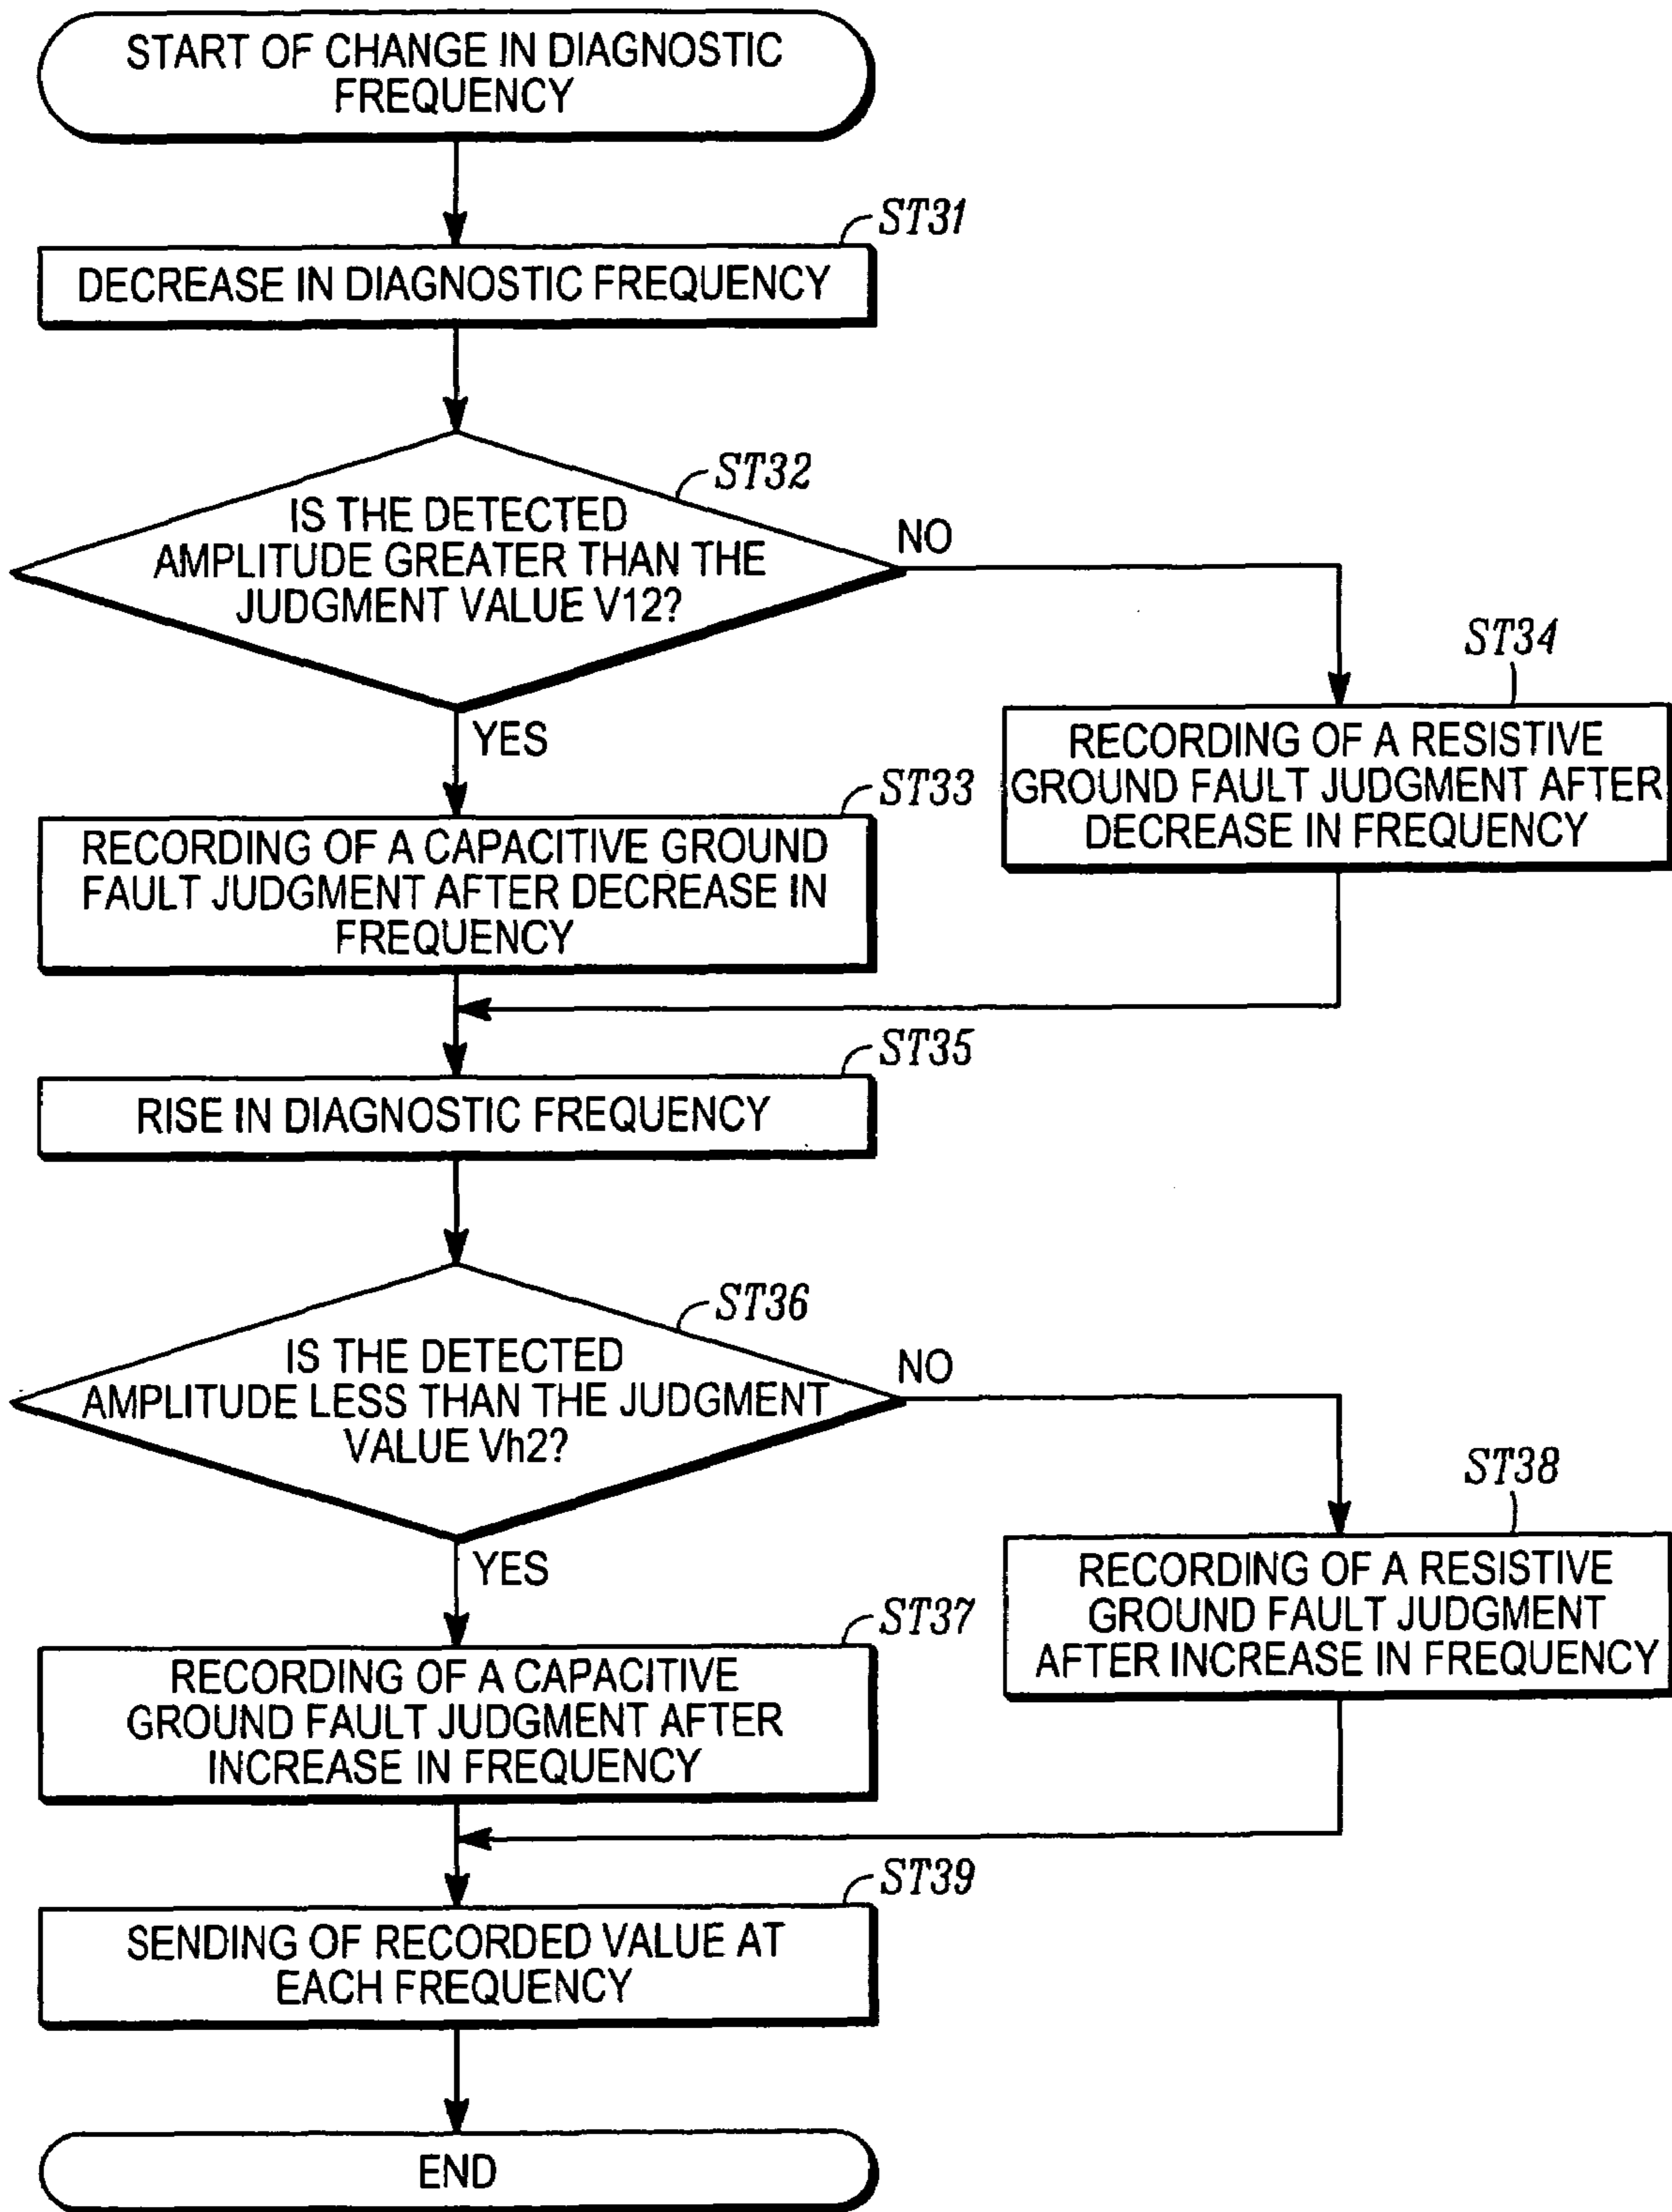 START OF CHANGE IN DIAGNOSTIC
FREQUENCY
ST31
DECREASE IN DIAGNOSTIC FREQUENCY
ST32
IS THE DETECTED
AMPLITUDE GREATER THAN THE
JUDGMENT VALUE V12?
NO
YES
ST34
RECORDING OF A RESISTIVE
GROUND FAULT JUDGMENT AFTER
DECREASE IN FREQUENCY
ST33
RECORDING OF A CAPACITIVE GROUND
FAULT JUDGMENT AFTER DECREASE IN
FREQUENCY
ST35
RISE IN DIAGNOSTIC FREQUENCY
ST36
IS THE DETECTED
AMPLITUDE LESS THAN THE JUDGMENT
VALUE Vh2?
NO
YES
ST38
RECORDING OF A RESISTIVE
GROUND FAULT JUDGMENT
AFTER INCREASE IN FREQUENCY
ST37
RECORDING OF A CAPACITIVE
GROUND FAULT JUDGMENT AFTER
INCREASE IN FREQUENCY
ST39
SENDING OF RECORDED VALUE AT
EACH FREQUENCY
END